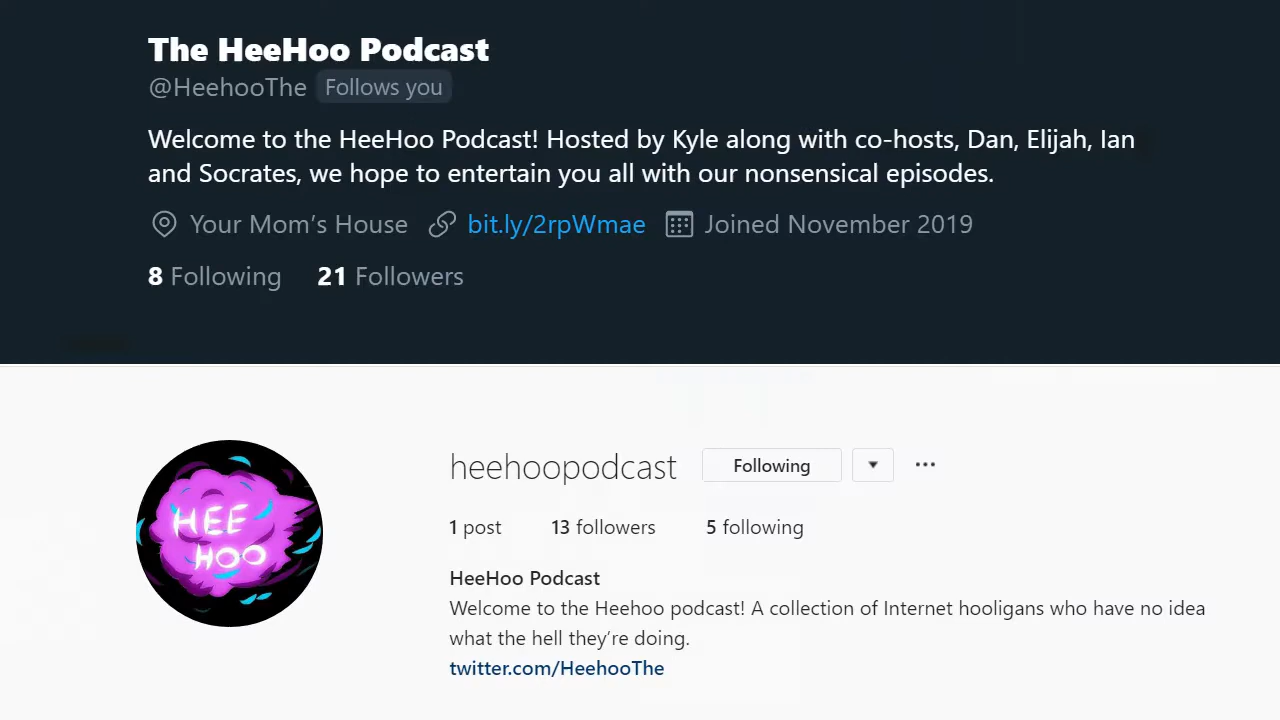 The HeeHoo Podcast
@HeehooThe Follows you
Welcome to the HeeHoo Podcast! Hosted by Kyle along with co-hosts, Dan, Elijah, Ian
and Socrates, we hope to entertain you all with our nonsensical episodes.
Your Mom’s House bit.ly/2rpWmae Joined November 2019
8 Following 21 Followers
HEE
HOO
heehoopodcast Following
1 post 13 followers 5 following
HeeHoo Podcast
Welcome to the Heehoo podcast! A collection of Internet hooligans who have no idea
what the hell they’re doing.
twitter.com/HeehooThe